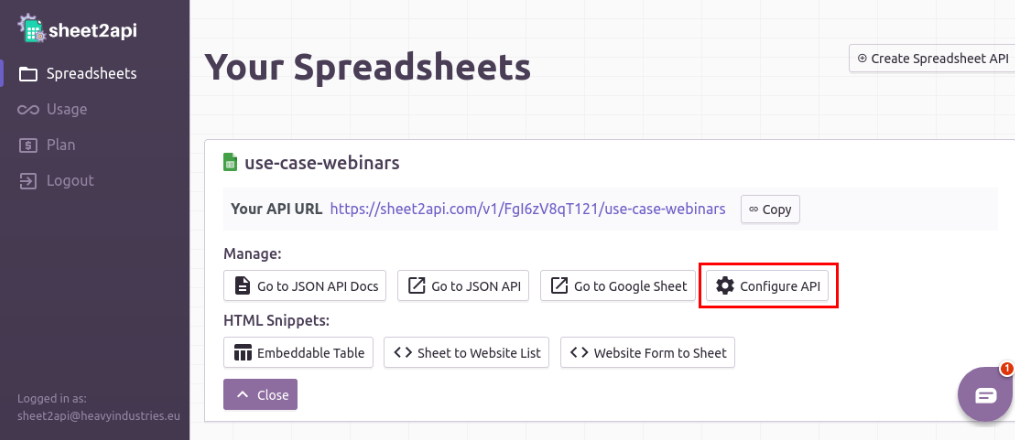 sheet2api
Spreadsheets
Usage
Plan
Logout
Logged in as:
sheet2api@heavyindustries.eu
Your Spreadsheets
Create Spreadsheet API
use-case-webinars
Your API URL https://sheet2api.com/v1/FgI6zV8qT121/use-case-webinars Copy
Manage:
Go to JSON API Docs Go to JSON API Go to Google Sheet Configure API
HTML Snippets:
Embeddable Table Sheet to Website List Website Form to Sheet
Close
1